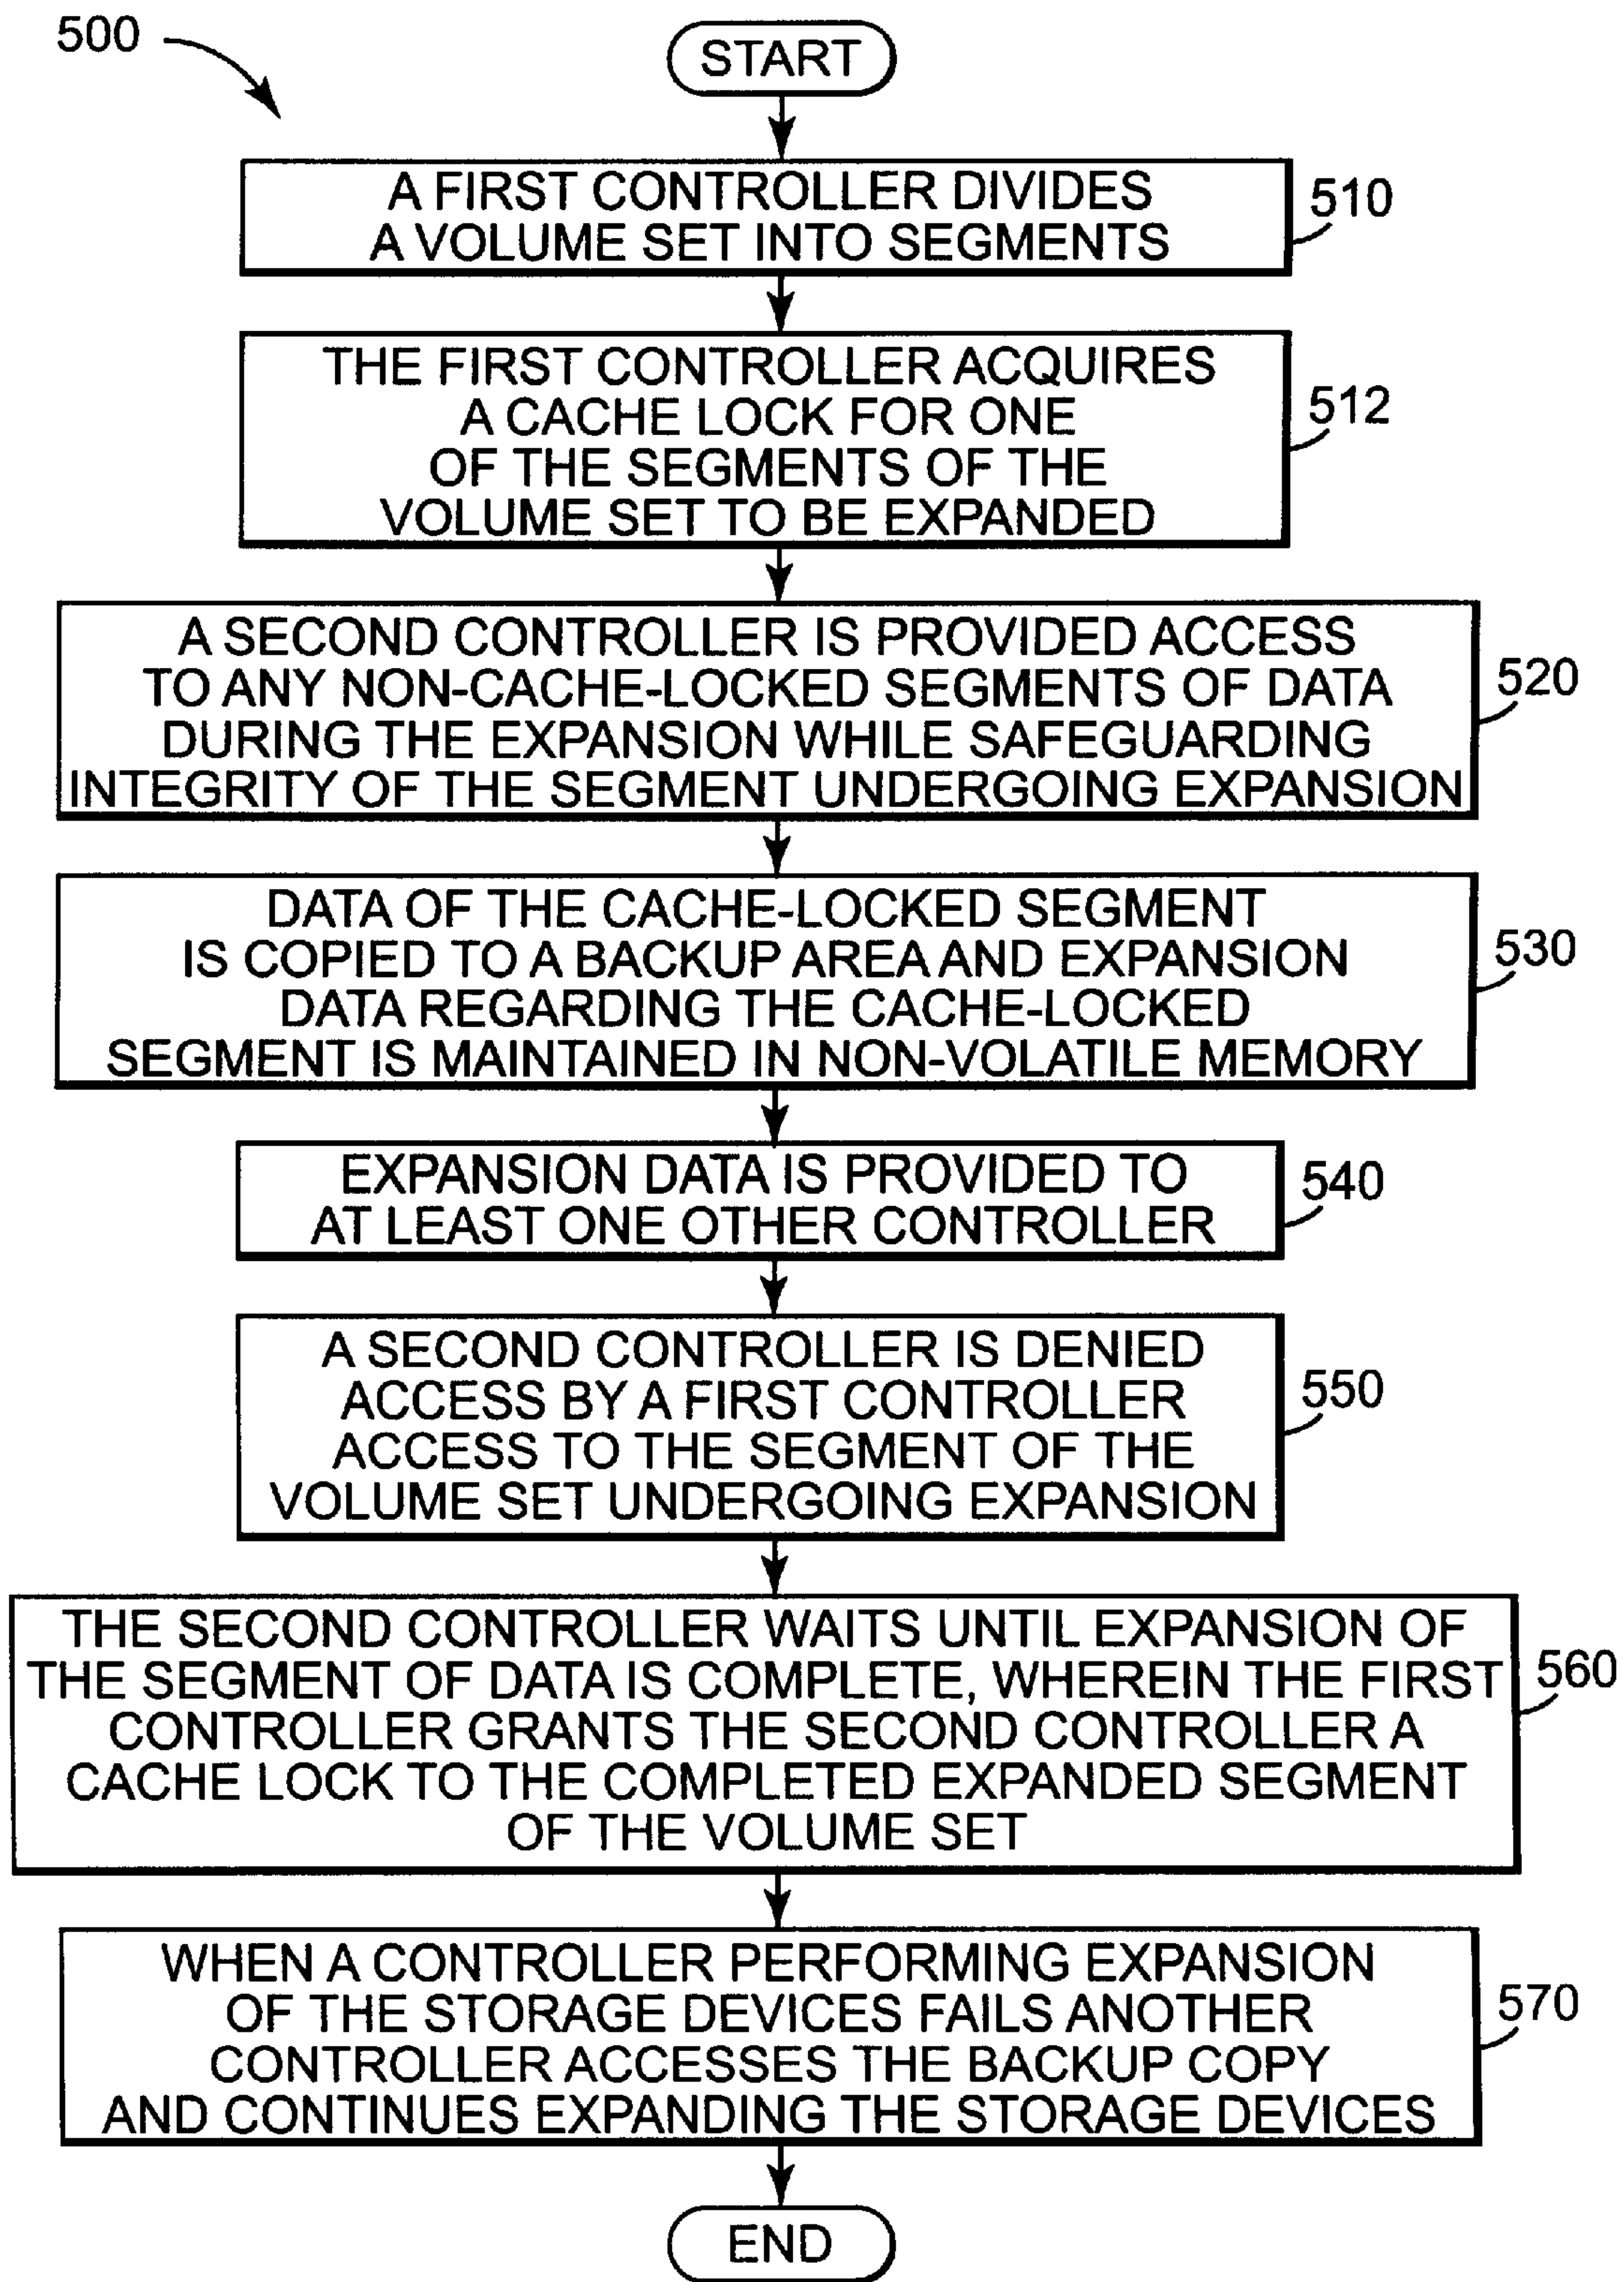 500
START
A FIRST CONTROLLER DIVIDES
A VOLUME SET INTO SEGMENTS
510
THE FIRST CONTROLLER ACQUIRES
A CACHE LOCK FOR ONE
OF THE SEGMENTS OF THE
VOLUME SET TO BE EXPANDED
512
A SECOND CONTROLLER IS PROVIDED ACCESS
TO ANY NON-CACHE-LOCKED SEGMENTS OF DATA
DURING THE EXPANSION WHILE SAFEGUARDING
INTEGRITY OF THE SEGMENT UNDERGOING EXPANSION
520
DATA OF THE CACHE-LOCKED SEGMENT
IS COPIED TO A BACKUP AREA AND EXPANSION
DATA REGARDING THE CACHE-LOCKED
SEGMENT IS MAINTAINED IN NON-VOLATILE MEMORY
530
EXPANSION DATA IS PROVIDED TO
AT LEAST ONE OTHER CONTROLLER
540
A SECOND CONTROLLER IS DENIED
ACCESS BY A FIRST CONTROLLER
ACCESS TO THE SEGMENT OF THE
VOLUME SET UNDERGOING EXPANSION
550
THE SECOND CONTROLLER WAITS UNTIL EXPANSION OF
THE SEGMENT OF DATA IS COMPLETE, WHEREIN THE FIRST
CONTROLLER GRANTS THE SECOND CONTROLLER A
CACHE LOCK TO THE COMPLETED EXPANDED SEGMENT
OF THE VOLUME SET
560
WHEN A CONTROLLER PERFORMING EXPANSION
OF THE STORAGE DEVICES FAILS ANOTHER
CONTROLLER ACCESSES THE BACKUP COPY
AND CONTINUES EXPANDING THE STORAGE DEVICES
570
END